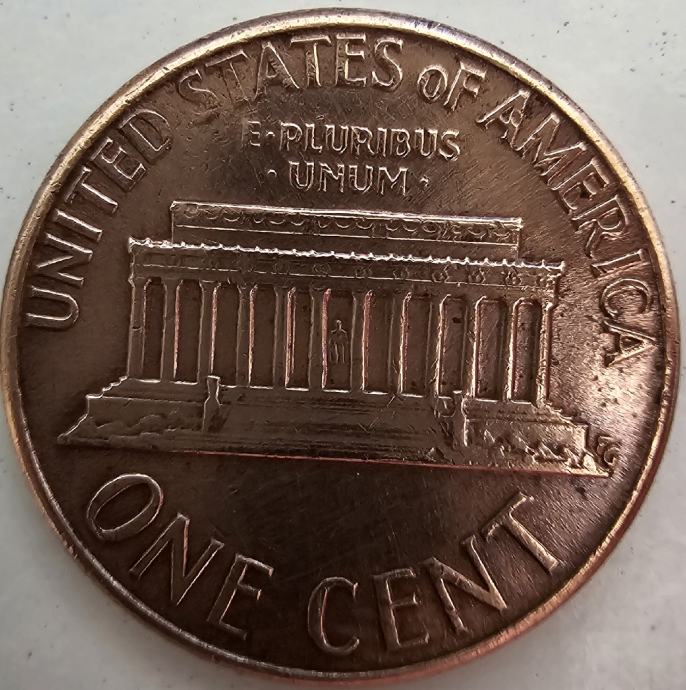 UNITED STATES OF AMERICA
E·PLURIBUS
·UNUM·
ONE CENT
FG